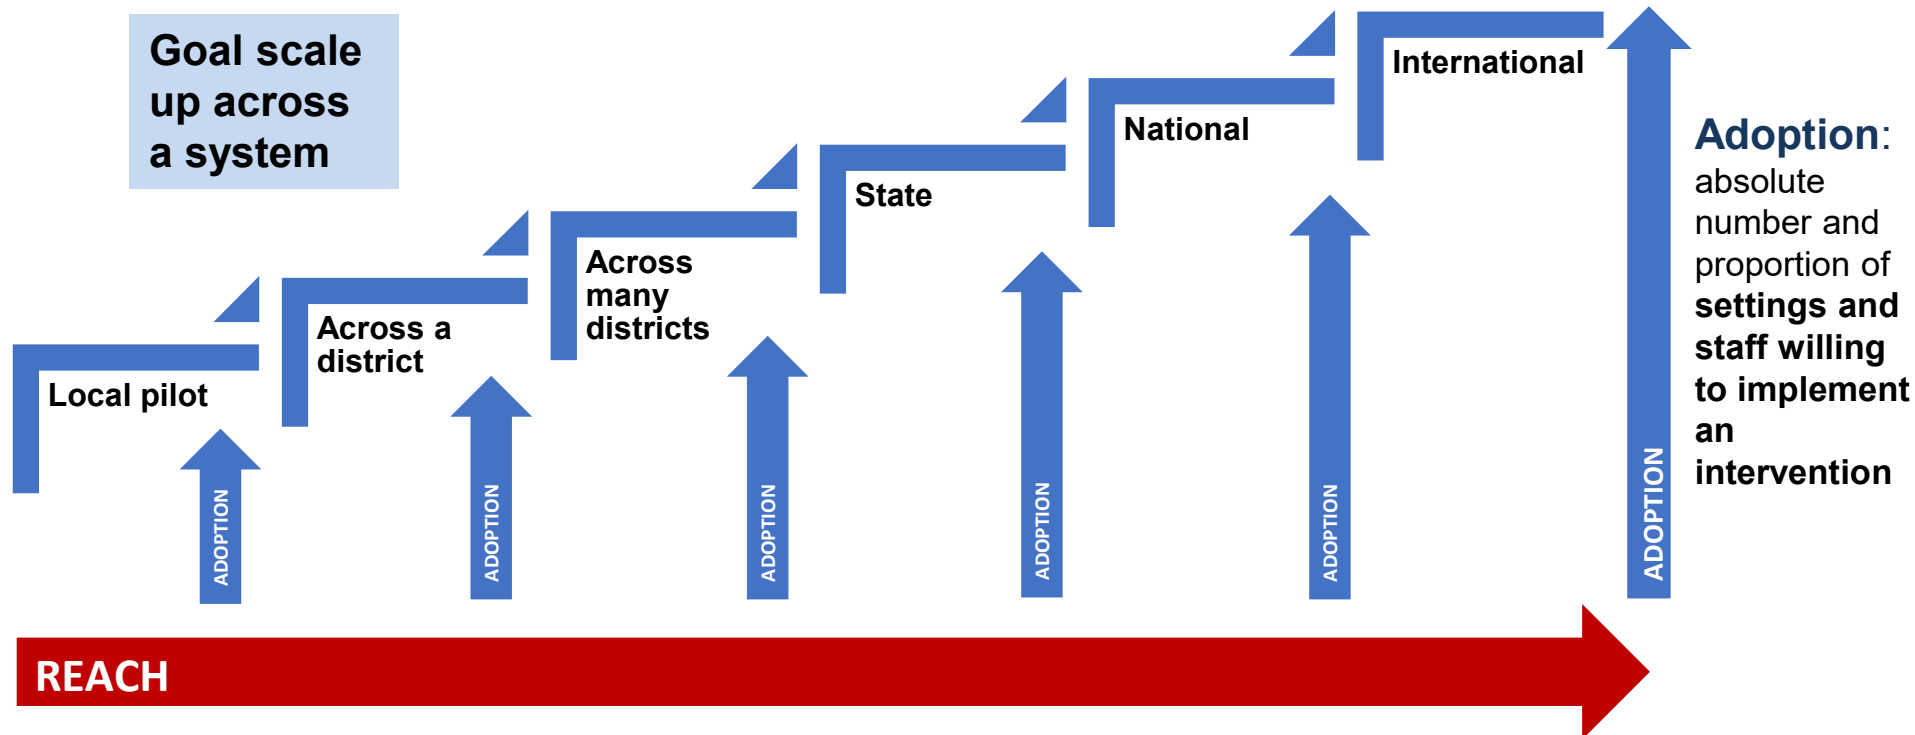 Goal scale
up across
a system
Local pilot
Across a
district
Across
many
districts
State
National
International
ADOPTION
ADOPTION
ADOPTION
ADOPTION
ADOPTION
ADOPTION
Adoption:
absolute
number and
proportion of
settings and
staff willing
to implement
an
intervention
REACH